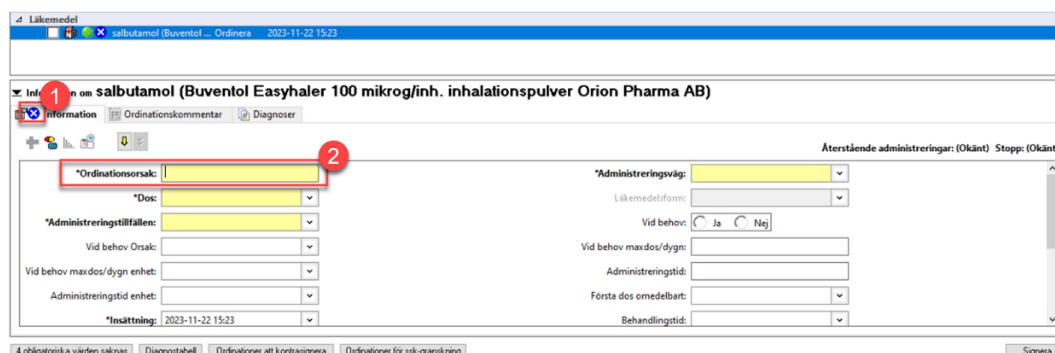 Läkemedel
salbutamol (Buventol ... Ordinera 2023-11-22 15:23
om salbutamol (Buventol Easyhaler 100 mikrog/inh. inhalationspulver Orion Pharma AB)
1
Information Ordinationskommentar Diagnoser
Återstående administreringar: (Okänt) Stopp: (Okänt
2
*Ordinationsorsak: *Administreringsväg:
*Dos: Läkemedelsform:
*Administreringstillfällen: Vid behov: Ja Nej
Vid behov Orsak: Vid behov maxdos/dygn:
Vid behov maxdos/dygn enhet: Administreringstid:
Administreringstid enhet: Första dos omedelbart:
*Insättning: 2023-11-22 15:23 Behandlingstid:
4 obligatoriska värden saknas Diagnostabell Ordinationer att kontrasignera Ordinationer för ssk-granskning Signera